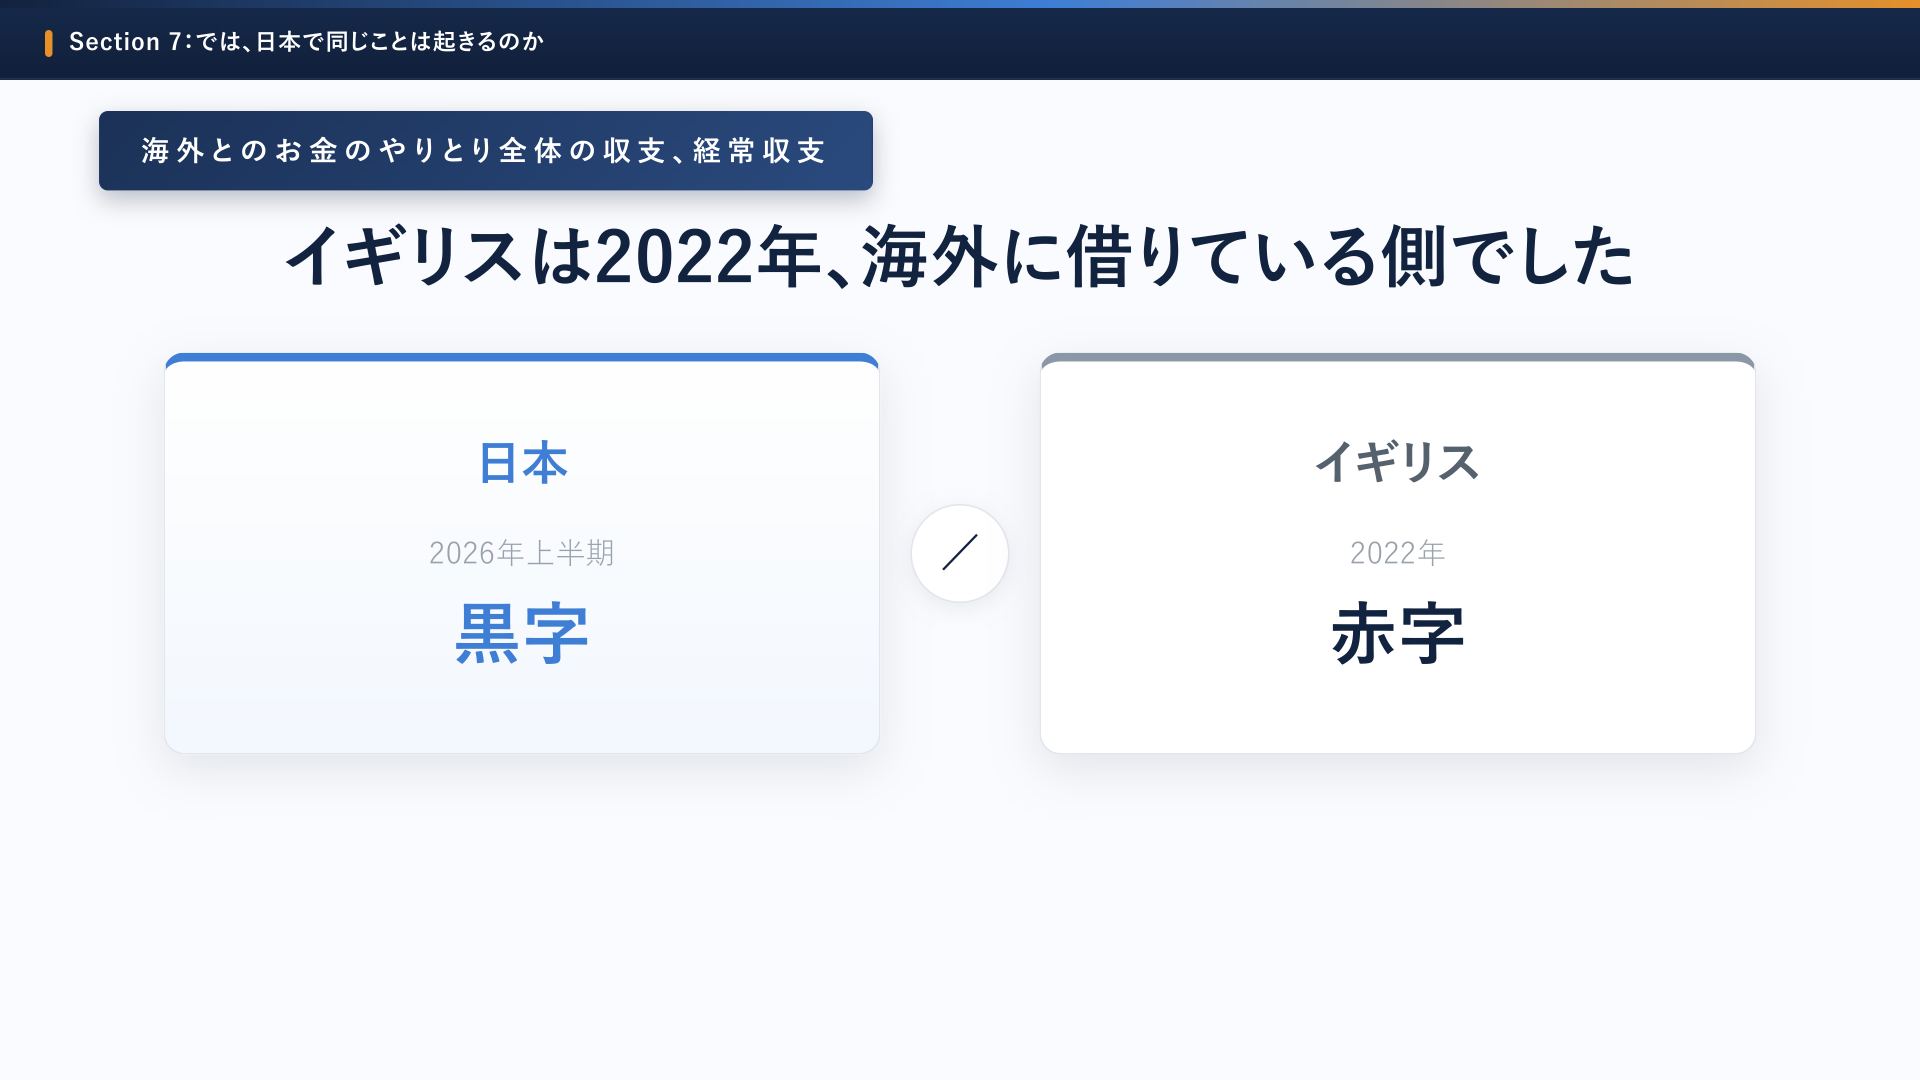 Section 7：では、日本で同じことは起きるのか
海外とのお金のやりとり全体の収支、経常収支
イギリスは2022年、海外に借りている側でした
日本
2026年上半期
黒字
／
イギリス
2022年
赤字